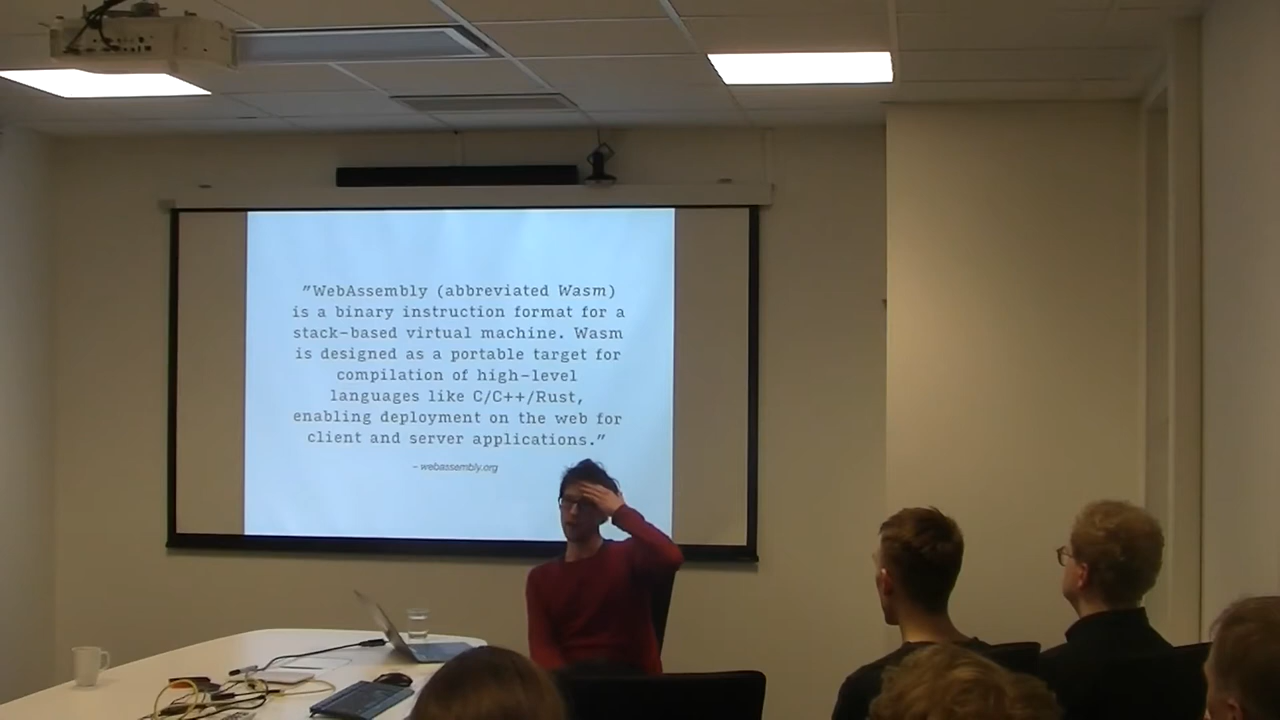 "WebAssembly (abbreviated Wasm)
is a binary instruction format for a
stack-based virtual machine. Wasm
is designed as a portable target for
compilation of high-level
languages like C/C++/Rust,
enabling deployment on the web for
client and server applications."
- webassembly.org